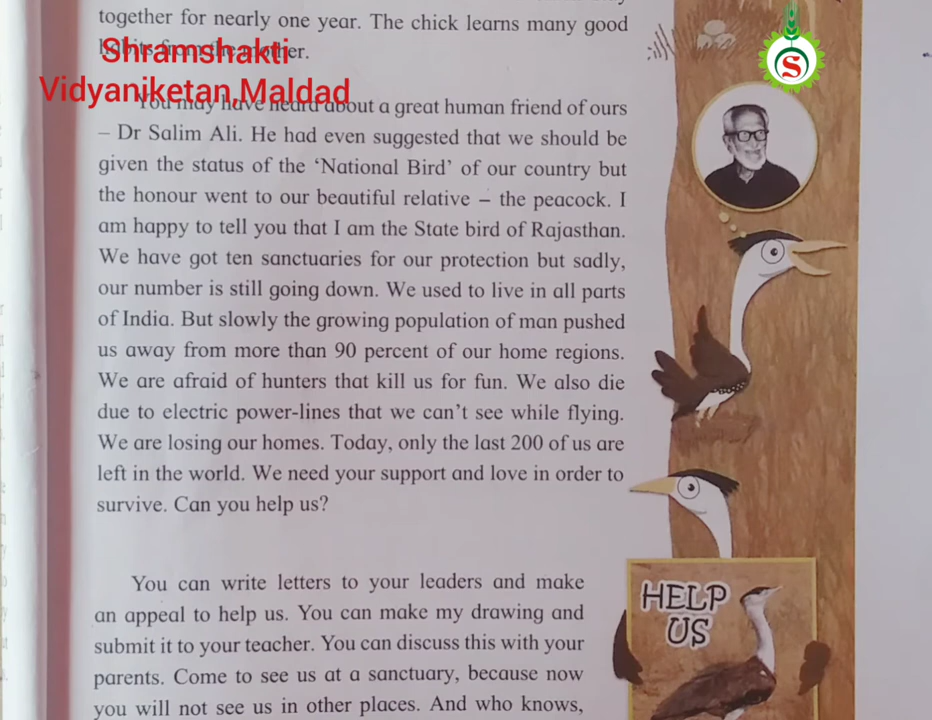 together for nearly one year. The chick learns many good
habits from the mother.
Shramshakti
Vidyaniketan,Maldad
S
You may have heard about a great human friend of ours
– Dr Salim Ali. He had even suggested that we should be
given the status of the ‘National Bird’ of our country but
the honour went to our beautiful relative – the peacock. I
am happy to tell you that I am the State bird of Rajasthan.
We have got ten sanctuaries for our protection but sadly,
our number is still going down. We used to live in all parts
of India. But slowly the growing population of man pushed
us away from more than 90 percent of our home regions.
We are afraid of hunters that kill us for fun. We also die
due to electric power-lines that we can’t see while flying.
We are losing our homes. Today, only the last 200 of us are
left in the world. We need your support and love in order to
survive. Can you help us?
You can write letters to your leaders and make
an appeal to help us. You can make my drawing and
submit it to your teacher. You can discuss this with your
parents. Come to see us at a sanctuary, because now
you will not see us in other places. And who knows,
HELP
US